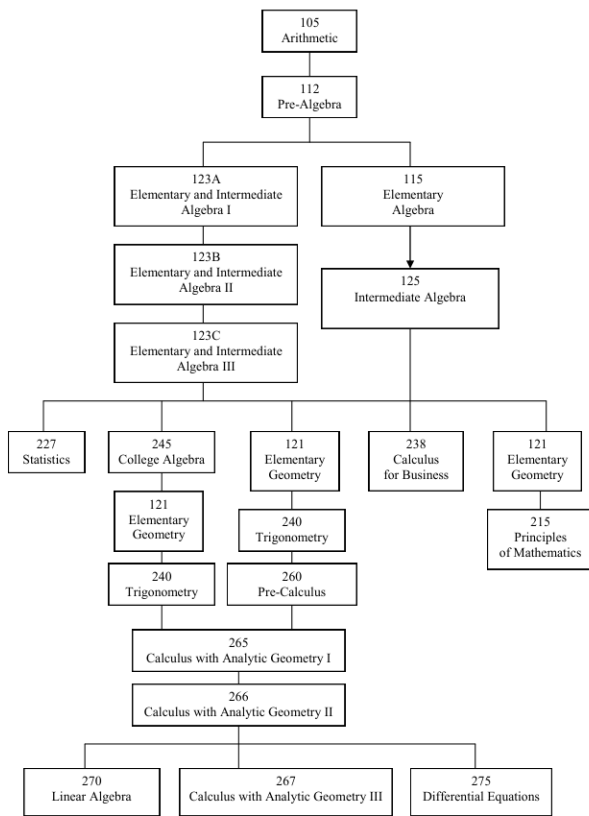 105
Arithmetic
112
Pre-Algebra
123A
Elementary and Intermediate
Algebra I
115
Elementary
Algebra
123B
Elementary and Intermediate
Algebra II
125
Intermediate Algebra
123C
Elementary and Intermediate
Algebra III
227
Statistics
245
College Algebra
121
Elementary
Geometry
238
Calculus
for Business
121
Elementary
Geometry
121
Elementary
Geometry
240
Trigonometry
215
Principles
of Mathematics
240
Trigonometry
260
Pre-Calculus
265
Calculus with Analytic Geometry I
266
Calculus with Analytic Geometry II
270
Linear Algebra
267
Calculus with Analytic Geometry III
275
Differential Equations